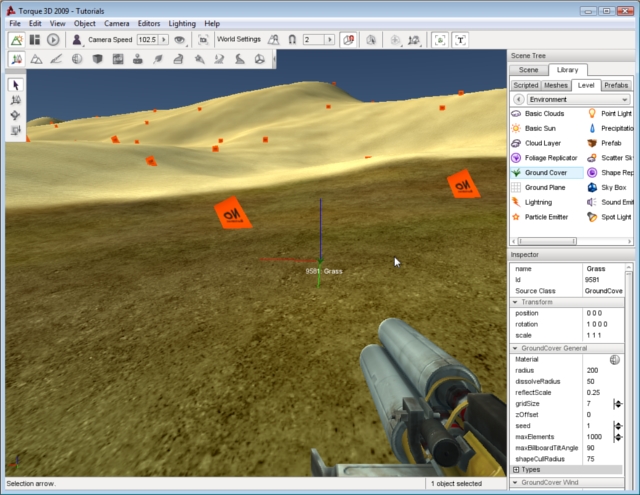 Torque 3D 2009 - Tutorials
File Edit View Object Camera Editors Lighting Help
Camera Speed 102.5 World Settings 2
Scene Tree
Scene Library
Scripted Meshes Level Prefabs
Environment
Basic Clouds Point Light
Basic Sun Precipitatio
Cloud Layer Prefab
Foliage Replicator Scatter Sk
Ground Cover Shape Rep
Ground Plane Sky Box
Lightning Sound Emit
Particle Emitter Spot Light
NO
NO
9581: Grass
Inspector
name Grass
Id 9581
Source Class GroundCove
Transform
position 0 0 0
rotation 1 0 0 0
scale 1 1 1
GroundCover General
Material
radius 200
dissolveRadius 50
reflectScale 0.25
gridSize 7
zOffset 0
seed 1
maxElements 1000
maxBillboardTiltAngle 90
shapeCullRadius 75
Types
GroundCover Wind
Selection arrow. 1 object selected